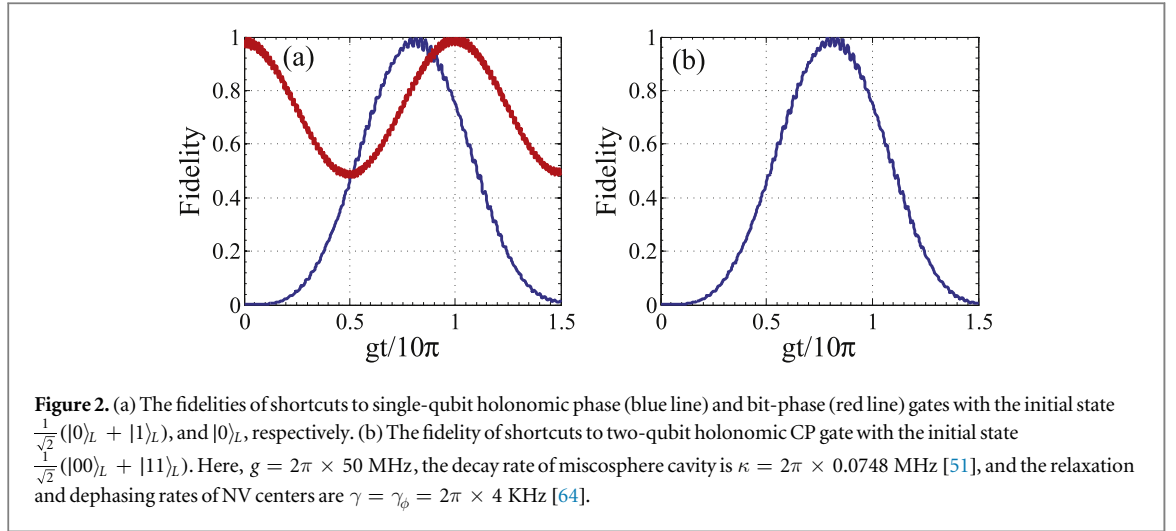 (a)
1
0.8
0.6
0.4
0.2
0
Fidelity
0 0.5 1 1.5
gt/10π
(b)
1
0.8
0.6
0.4
0.2
0
Fidelity
0 0.5 1 1.5
gt/10π
Figure 2. (a) The fidelities of shortcuts to single-qubit holonomic phase (blue line) and bit-phase (red line) gates with the initial state
1/√2(|0⟩L + |1⟩L), and |0⟩L, respectively. (b) The fidelity of shortcuts to two-qubit holonomic CP gate with the initial state
1/√2(|00⟩L + |11⟩L). Here, g = 2π × 50 MHz, the decay rate of miscosphere cavity is κ = 2π × 0.0748 MHz [51], and the relaxation
and dephasing rates of NV centers are γ = γϕ = 2π × 4 KHz [64].